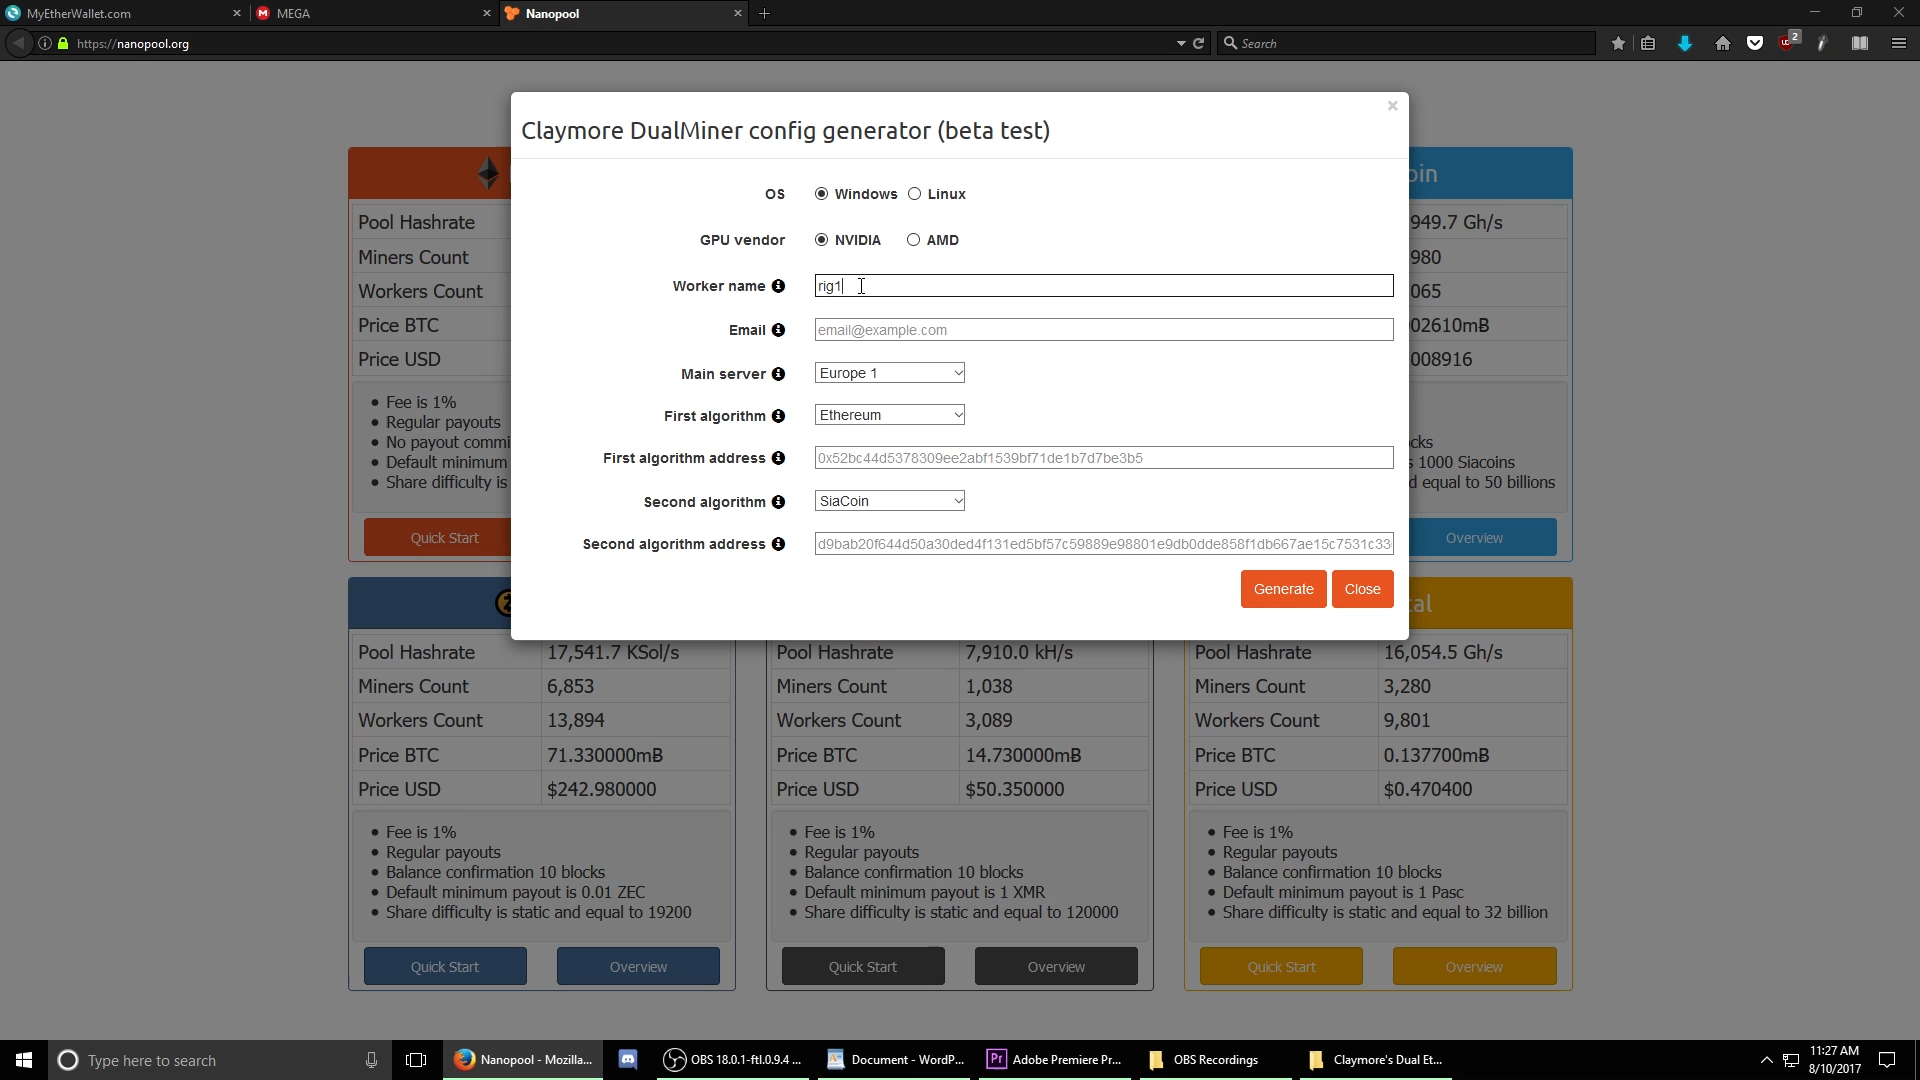 MyEtherWallet.com
MEGA
Nanopool
https://nanopool.org
Search
2
Claymore DualMiner config generator (beta test)
OS Windows Linux
GPU vendor NVIDIA AMD
Worker name rig1
Email email@example.com
Main server Europe 1
First algorithm Ethereum
First algorithm address 0x52bc44d5378309ee2abf1539bf71de1b7d7be3b5
Second algorithm SiaCoin
Second algorithm address d9bab20f644d50a30ded4f131ed5bf57c59889e98801e9db0dde858f1db667ae15c7531c33
Generate Close
Pool Hashrate
Miners Count
Workers Count
Price BTC
Price USD
Fee is 1%
Regular payouts
No payout commi
Default minimum
Share difficulty is
Quick Start
oin
949.7 Gh/s
980
065
02610mɃ
008916
cks
s 1000 Siacoins
d equal to 50 billions
Overview
Pool Hashrate 17,541.7 KSol/s
Miners Count 6,853
Workers Count 13,894
Price BTC 71.330000mɃ
Price USD $242.980000
Fee is 1%
Regular payouts
Balance confirmation 10 blocks
Default minimum payout is 0.01 ZEC
Share difficulty is static and equal to 19200
Quick Start Overview
Pool Hashrate 7,910.0 kH/s
Miners Count 1,038
Workers Count 3,089
Price BTC 14.730000mɃ
Price USD $50.350000
Fee is 1%
Regular payouts
Balance confirmation 10 blocks
Default minimum payout is 1 XMR
Share difficulty is static and equal to 120000
Quick Start Overview
al
Pool Hashrate 16,054.5 Gh/s
Miners Count 3,280
Workers Count 9,801
Price BTC 0.137700mɃ
Price USD $0.470400
Fee is 1%
Regular payouts
Balance confirmation 10 blocks
Default minimum payout is 1 Pasc
Share difficulty is static and equal to 32 billion
Quick Start Overview
Type here to search
Nanopool - Mozilla...
OBS 18.0.1-ftl.0.9.4 ...
Document - WordP...
Pr Adobe Premiere Pr...
OBS Recordings
Claymore's Dual Et...
11:27 AM
8/10/2017